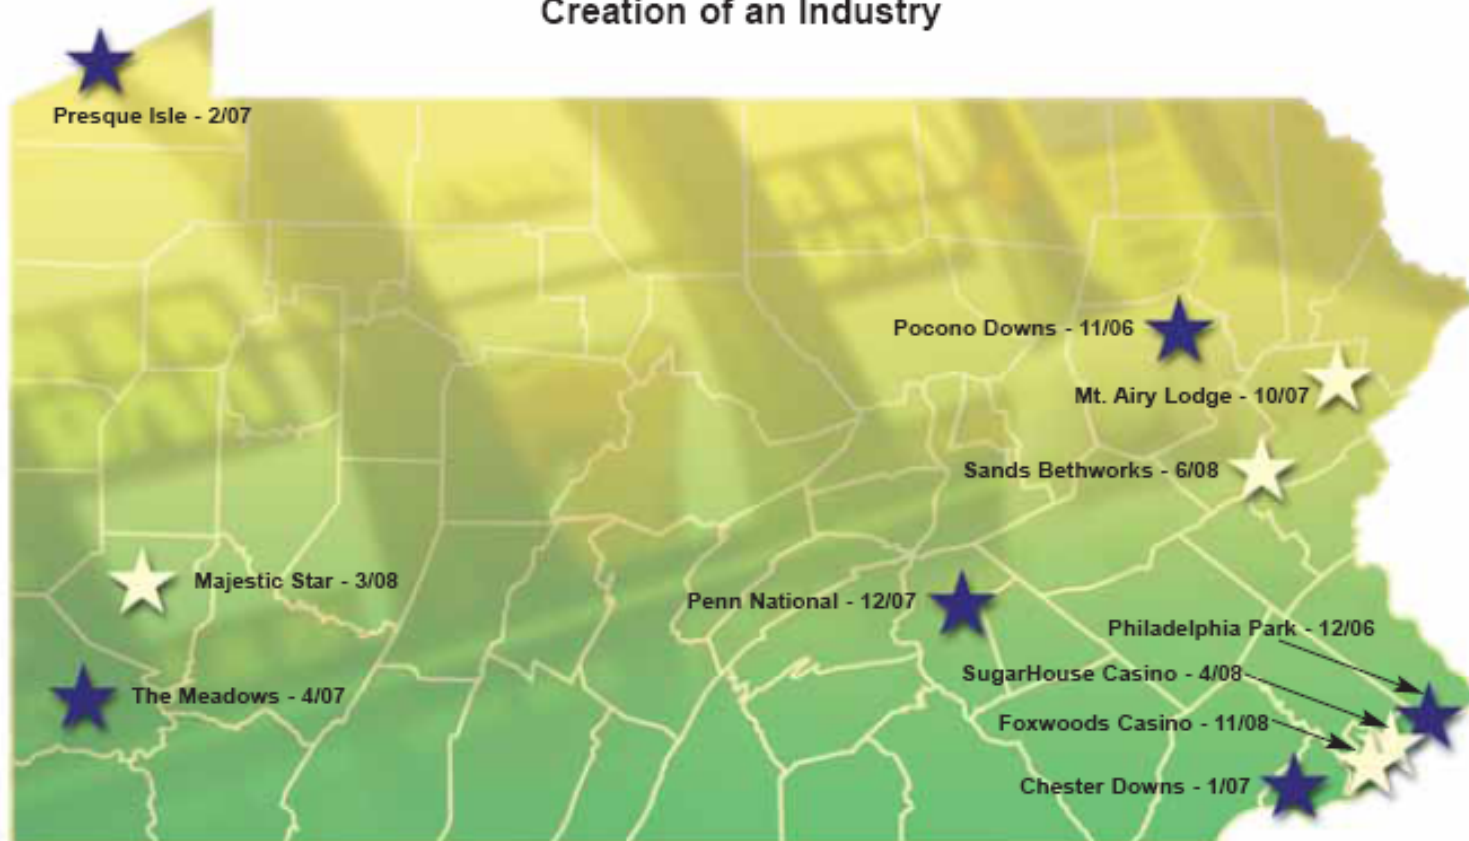 Creation of an Industry
Presque Isle - 2/07
Pocono Downs - 11/06
Mt. Airy Lodge - 10/07
Sands Bethworks - 6/08
Majestic Star - 3/08
Penn National - 12/07
Philadelphia Park - 12/06
SugarHouse Casino - 4/08
The Meadows - 4/07
Foxwoods Casino - 11/08
Chester Downs - 1/07